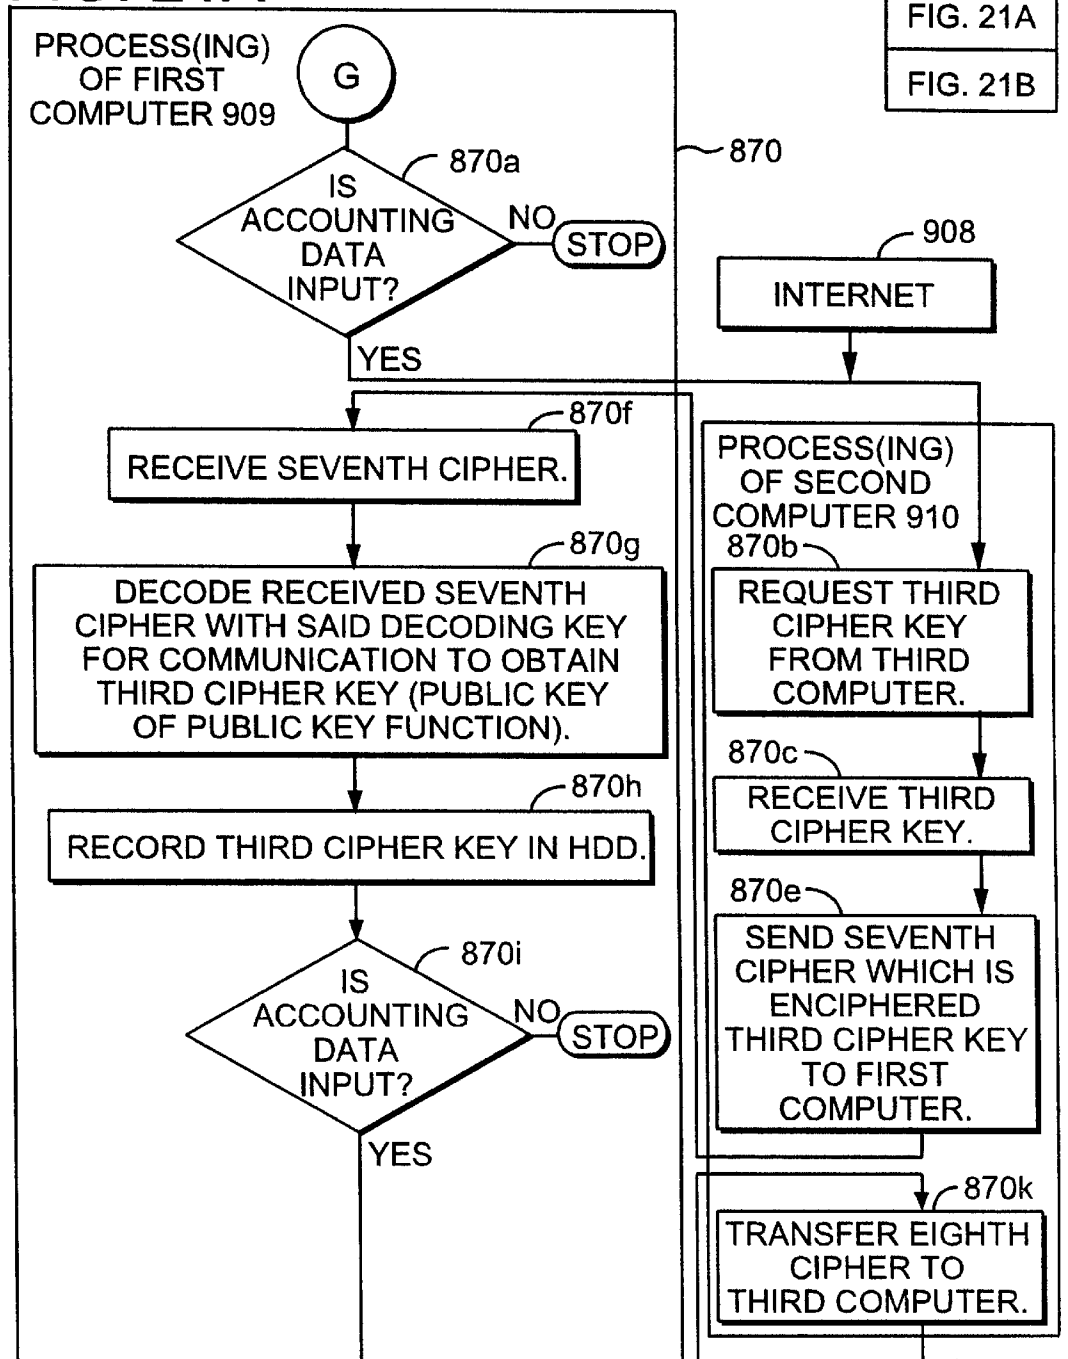 FIG. 21A
FIG. 21B
PROCESS(ING)
OF FIRST
COMPUTER 909
G
870
870a
IS
ACCOUNTING
DATA
INPUT?
NO
STOP
YES
908
INTERNET
870f
RECEIVE SEVENTH CIPHER.
870g
DECODE RECEIVED SEVENTH
CIPHER WITH SAID DECODING KEY
FOR COMMUNICATION TO OBTAIN
THIRD CIPHER KEY (PUBLIC KEY
OF PUBLIC KEY FUNCTION).
870h
RECORD THIRD CIPHER KEY IN HDD.
870i
IS
ACCOUNTING
DATA
INPUT?
NO
STOP
YES
PROCESS(ING)
OF SECOND
COMPUTER 910
870b
REQUEST THIRD
CIPHER KEY
FROM THIRD
COMPUTER.
870c
RECEIVE THIRD
CIPHER KEY.
870e
SEND SEVENTH
CIPHER WHICH IS
ENCIPHERED
THIRD CIPHER KEY
TO FIRST
COMPUTER.
870k
TRANSFER EIGHTH
CIPHER TO
THIRD COMPUTER.